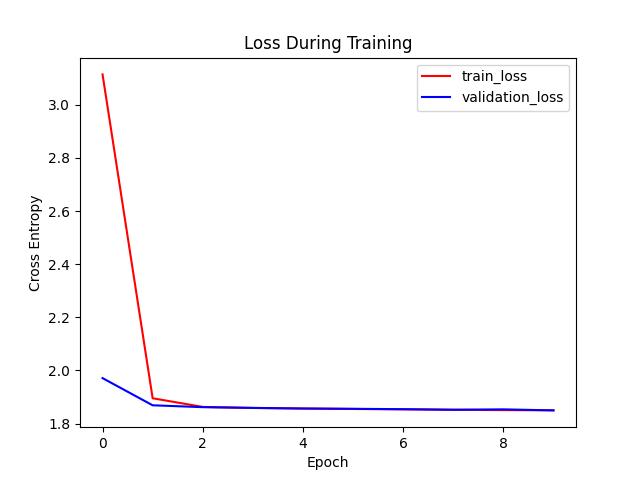 Loss During Training
train_loss
validation_loss
Cross Entropy
3.0
2.8
2.6
2.4
2.2
2.0
1.8
0 2 4 6 8
Epoch